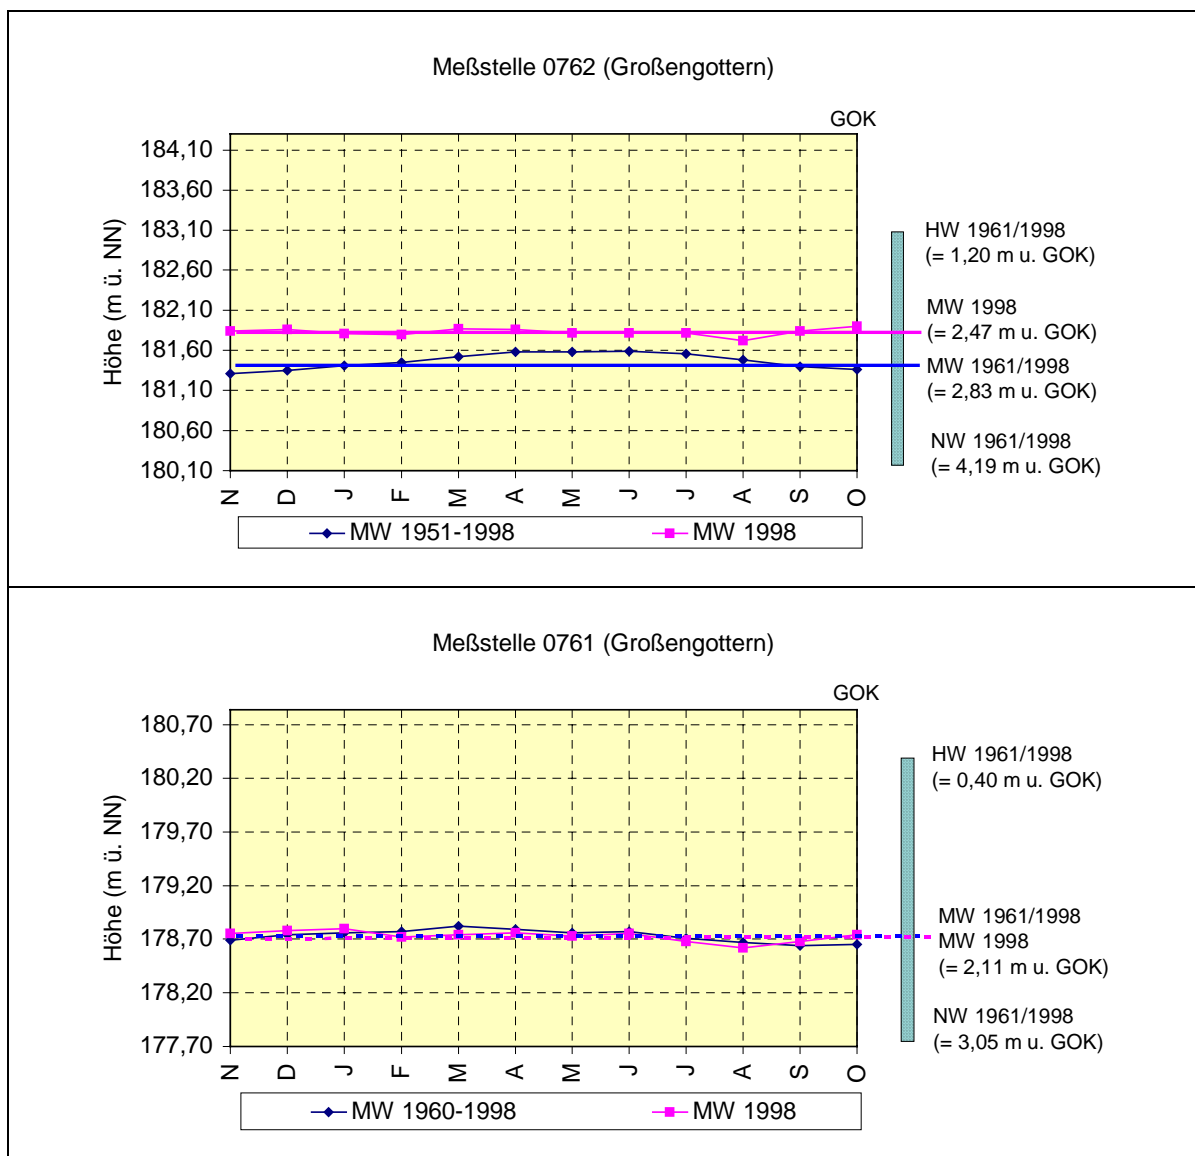 Meßstelle 0762 (Großengottern)
GOK
Höhe (m ü. NN)
184,10
183,60
183,10
182,60
182,10
181,60
181,10
180,60
180,10
N D J F M A M J J A S O
HW 1961/1998
(= 1,20 m u. GOK)
MW 1998
(= 2,47 m u. GOK)
MW 1961/1998
(= 2,83 m u. GOK)
NW 1961/1998
(= 4,19 m u. GOK)
MW 1951-1998 MW 1998
Meßstelle 0761 (Großengottern)
GOK
Höhe (m ü. NN)
180,70
180,20
179,70
179,20
178,70
178,20
177,70
N D J F M A M J J A S O
HW 1961/1998
(= 0,40 m u. GOK)
MW 1961/1998
MW 1998
(= 2,11 m u. GOK)
NW 1961/1998
(= 3,05 m u. GOK)
MW 1960-1998 MW 1998